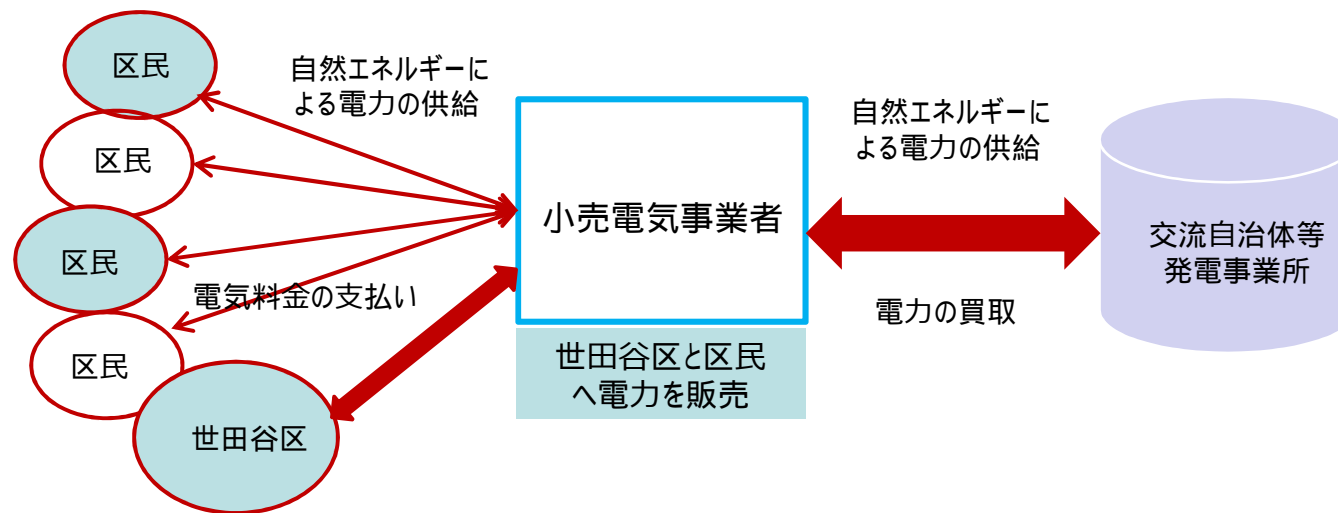 区民
区民
区民
区民
世田谷区
自然エネルギーに
よる電力の供給
電気料金の支払い
小売電気事業者
世田谷区と区民
へ電力を販売
自然エネルギーに
よる電力の供給
電力の買取
交流自治体等
発電事業所